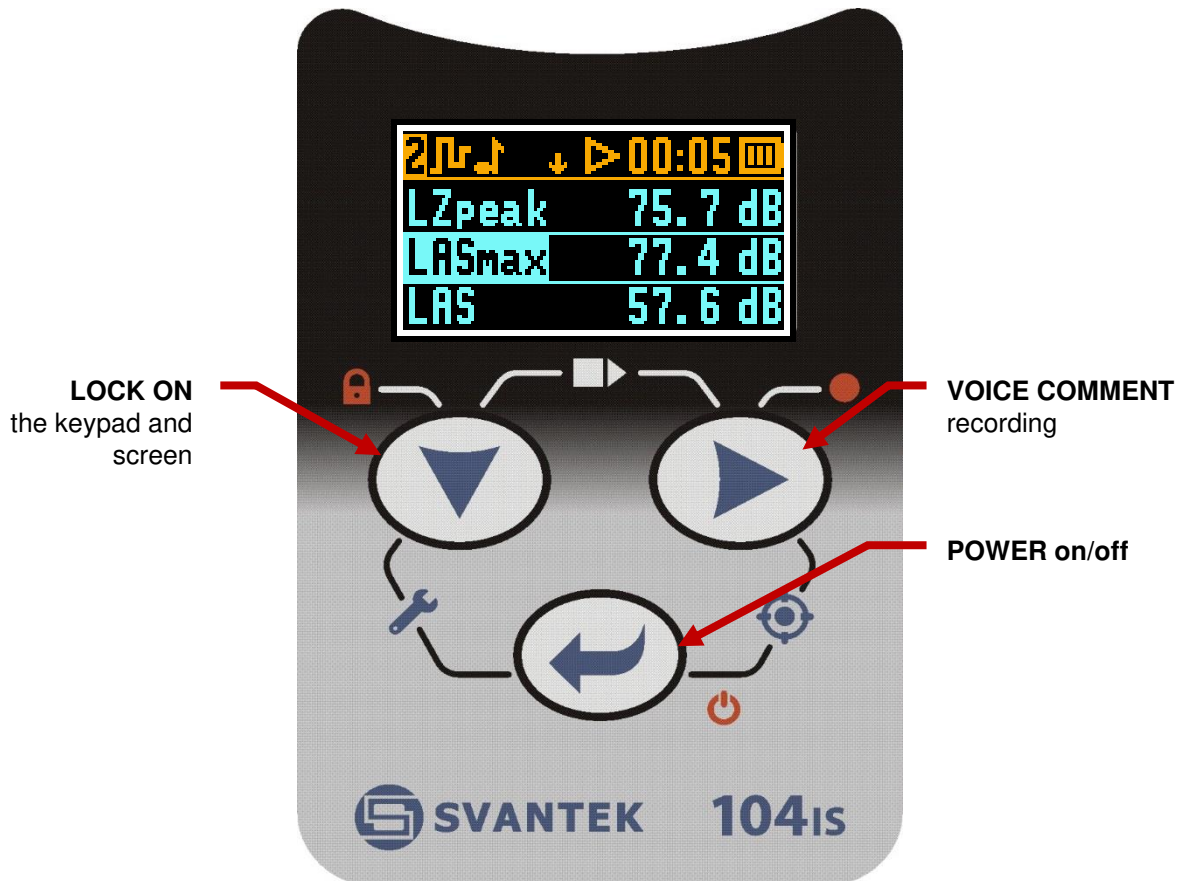 2 00:05
LZpeak 75.7 dB
LASmax 77.4 dB
LAS 57.6 dB
LOCK ON
the keypad and
screen
VOICE COMMENT
recording
POWER on/off
SVANTEK 104IS